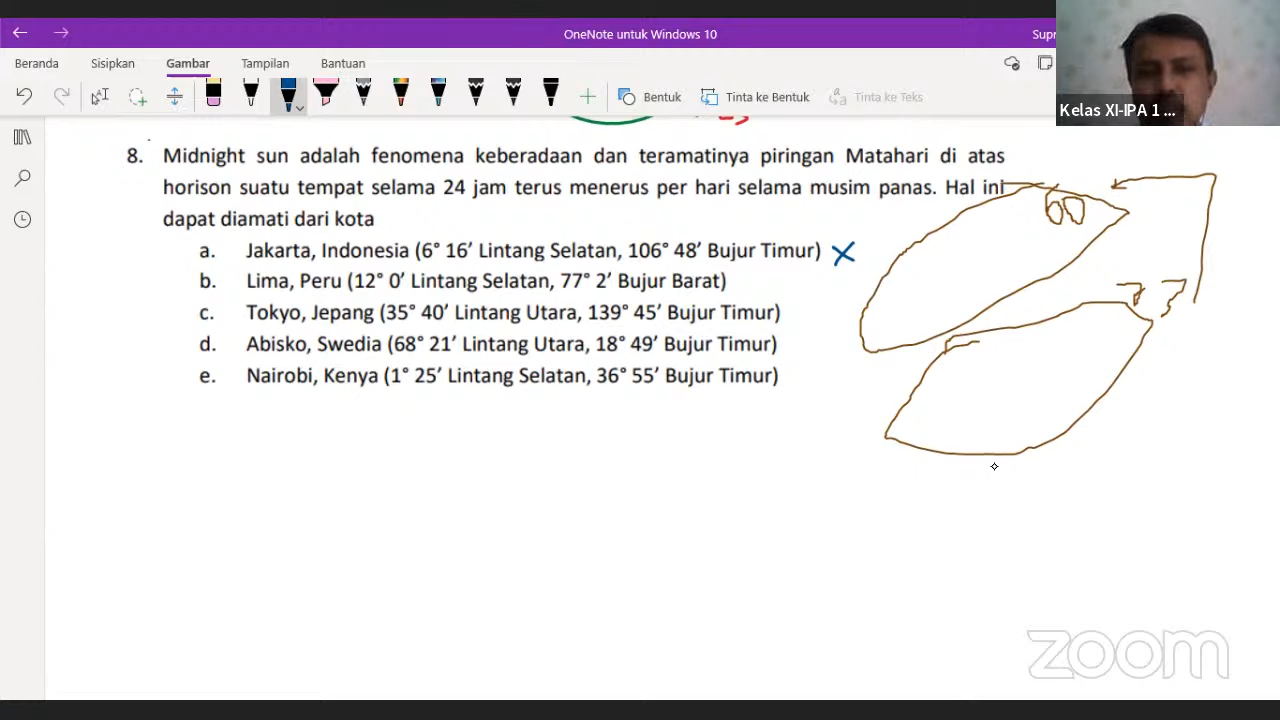 OneNote untuk Windows 10
Supr
Beranda
Sisipkan
Gambar
Tampilan
Bantuan
Bentuk
Tinta ke Bentuk
Tinta ke Teks
Kelas XI-IPA 1 ...
8. Midnight sun adalah fenomena keberadaan dan teramatinya piringan Matahari di atas
horison suatu tempat selama 24 jam terus menerus per hari selama musim panas. Hal ini
dapat diamati dari kota
a. Jakarta, Indonesia (6° 16’ Lintang Selatan, 106° 48’ Bujur Timur)
b. Lima, Peru (12° 0’ Lintang Selatan, 77° 2’ Bujur Barat)
c. Tokyo, Jepang (35° 40’ Lintang Utara, 139° 45’ Bujur Timur)
d. Abisko, Swedia (68° 21’ Lintang Utara, 18° 49’ Bujur Timur)
e. Nairobi, Kenya (1° 25’ Lintang Selatan, 36° 55’ Bujur Timur)
zoom